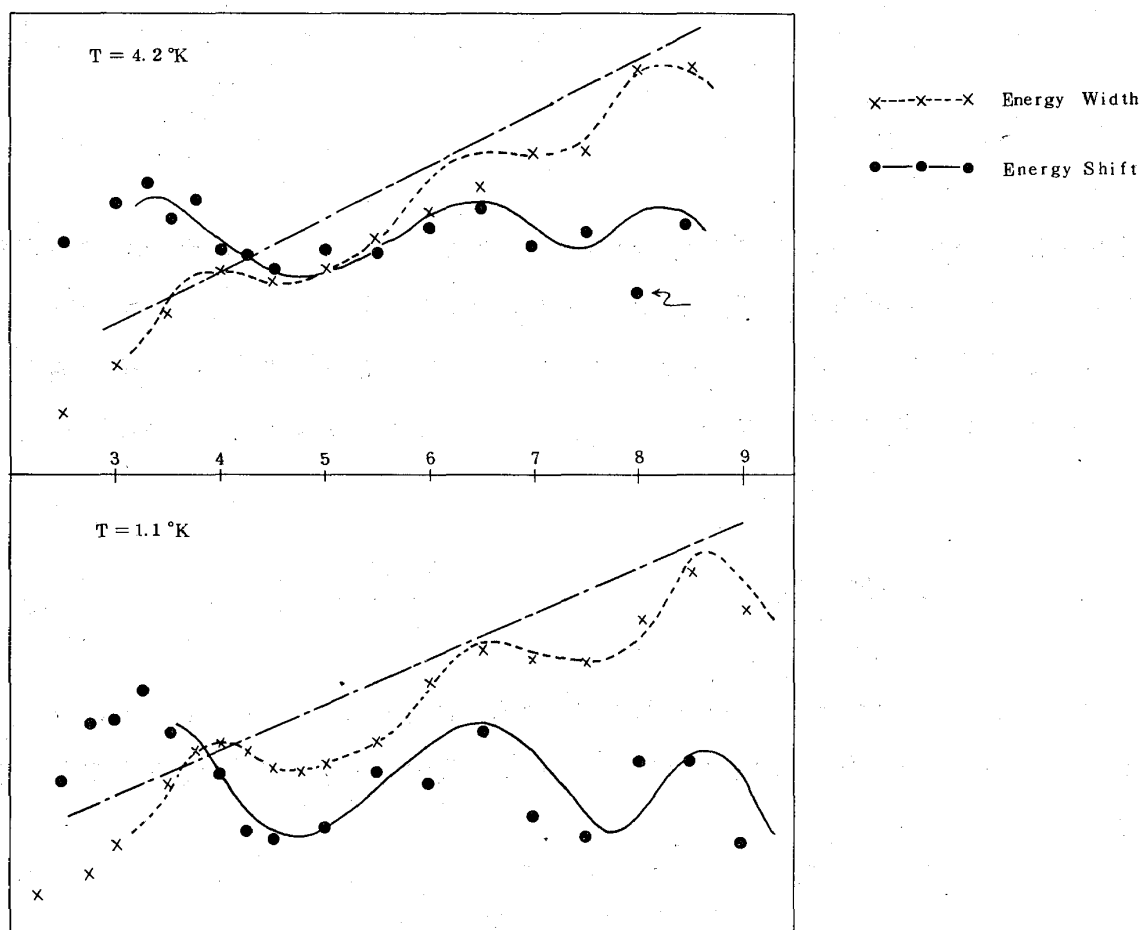 T = 4.2 °K
×----×----× Energy Width
●—●—● Energy Shift
3 4 5 6 7 8 9
T = 1.1 °K